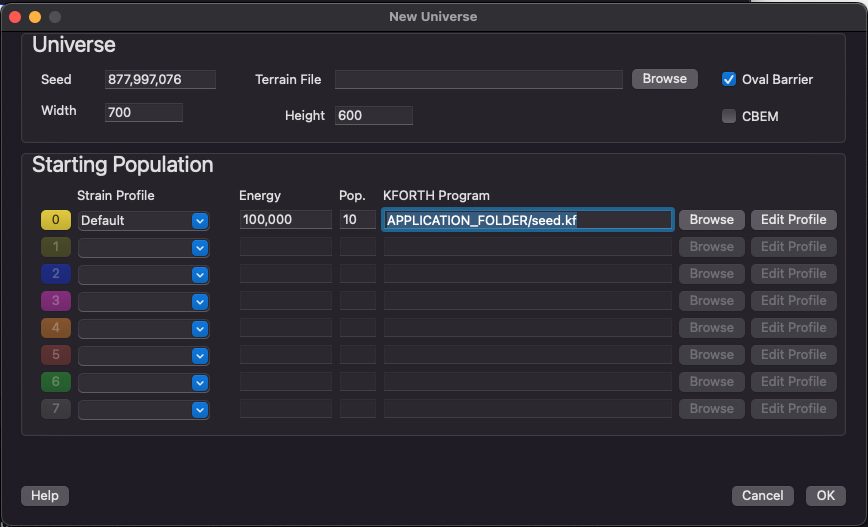 New Universe
Universe
Seed 877,997,076 Terrain File Browse Oval Barrier
Width 700 Height 600 CBEM
Starting Population
Strain Profile Energy Pop. KFORTH Program
0 Default 100,000 10 APPLICATION_FOLDER/seed.kf Browse Edit Profile
1 Browse Edit Profile
2 Browse Edit Profile
3 Browse Edit Profile
4 Browse Edit Profile
5 Browse Edit Profile
6 Browse Edit Profile
7 Browse Edit Profile
Help Cancel OK